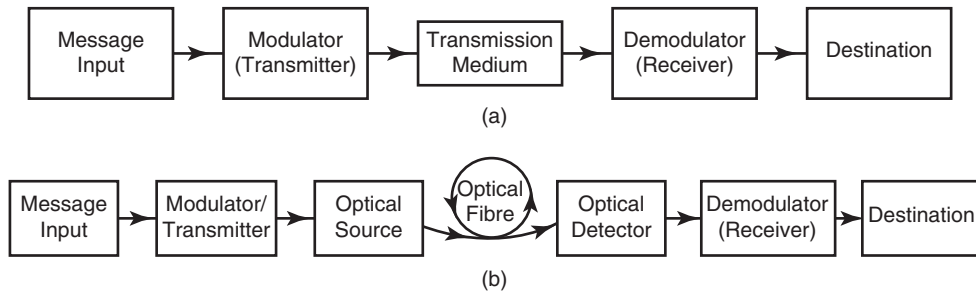 Message
Input
Modulator
(Transmitter)
Transmission
Medium
Demodulator
(Receiver)
Destination
(a)
Message
Input
Modulator/
Transmitter
Optical
Source
Optical
Fibre
Optical
Detector
Demodulator
(Receiver)
Destination
(b)